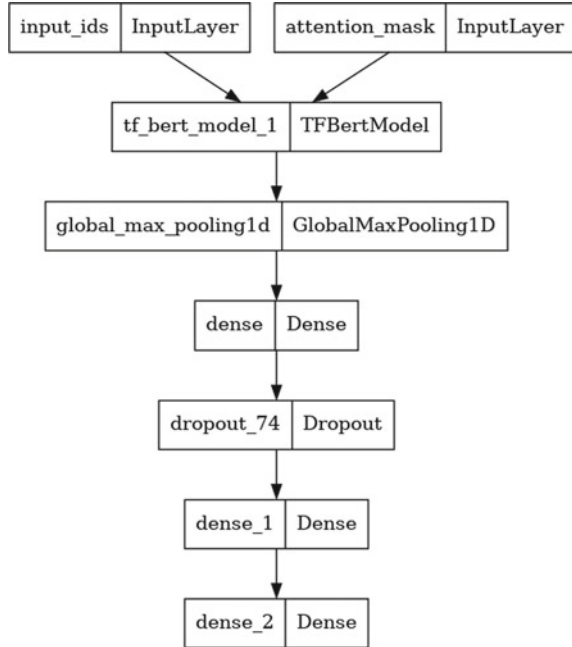 input_ids InputLayer attention_mask InputLayer
tf_bert_model_1 TFBertModel
global_max_pooling1d GlobalMaxPooling1D
dense Dense
dropout_74 Dropout
dense_1 Dense
dense_2 Dense